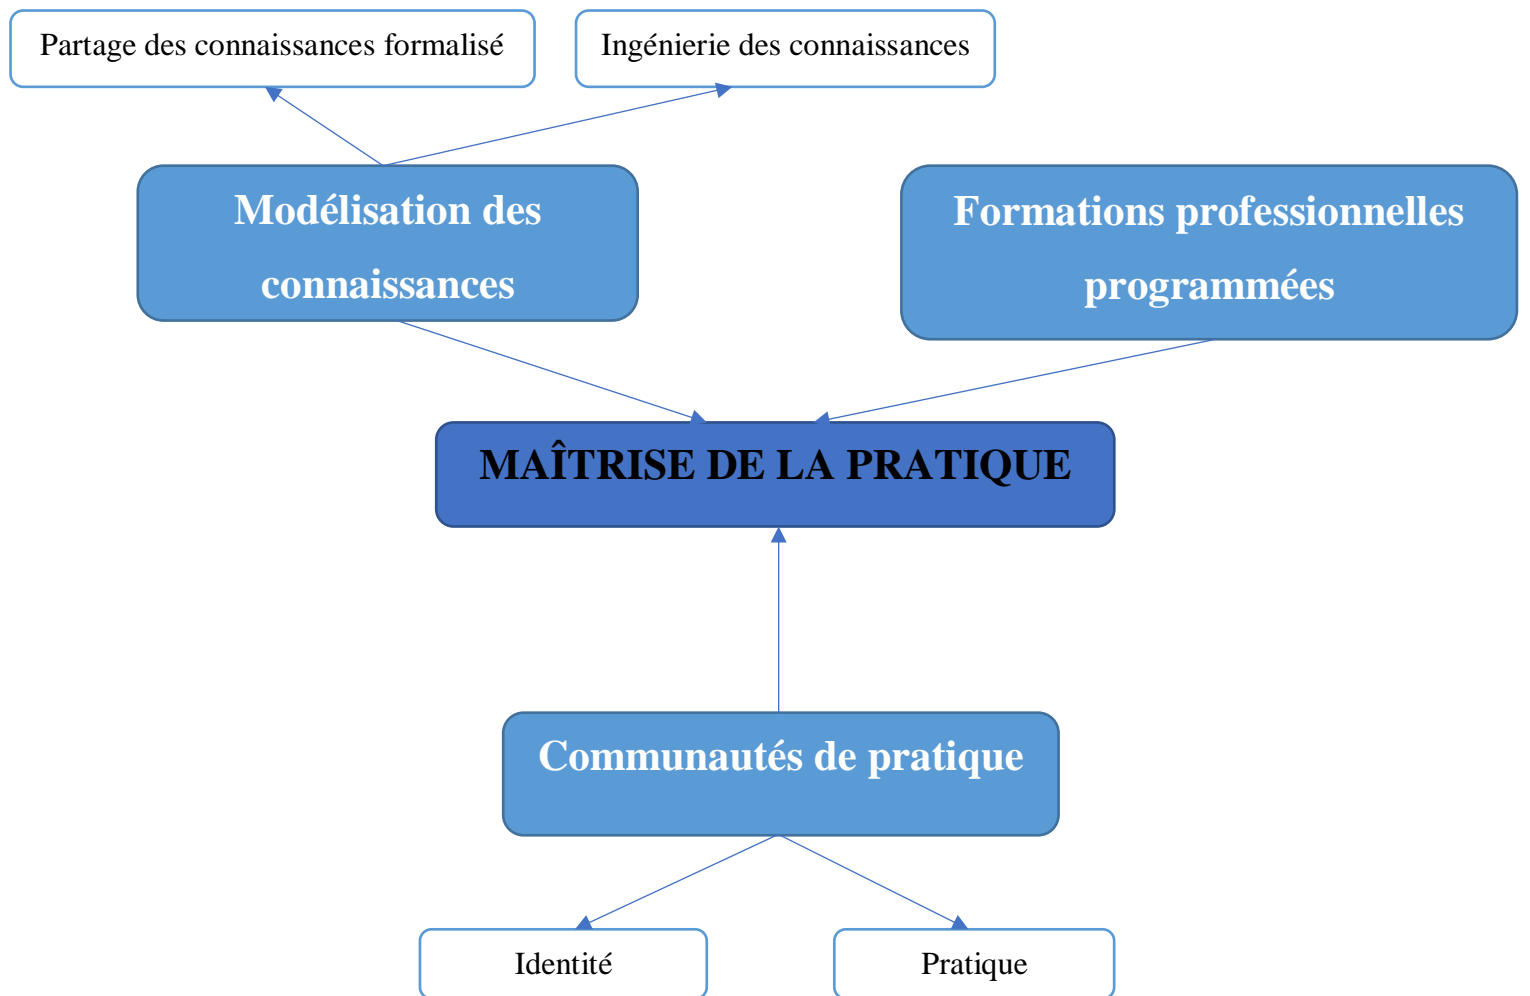 Partage des connaissances formalisé
Ingénierie des connaissances
Modélisation des
connaissances
Formations professionnelles
programmées
MAÎTRISE DE LA PRATIQUE
Communautés de pratique
Identité
Pratique